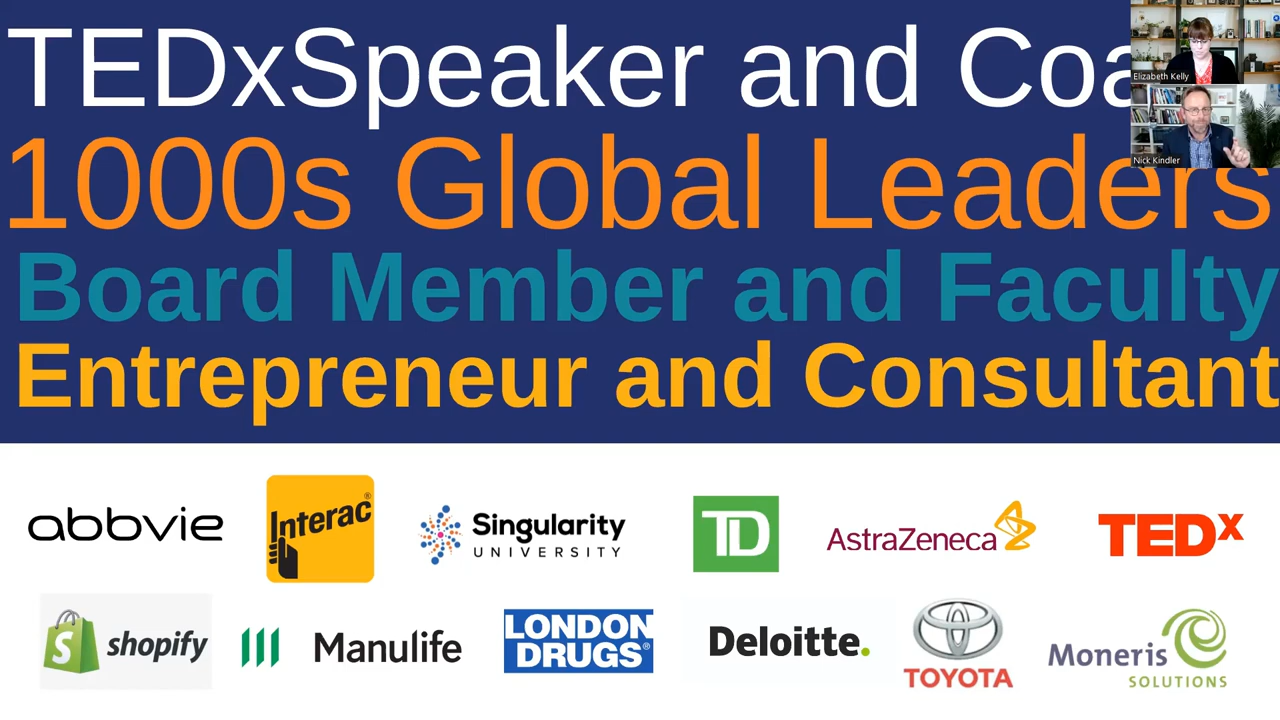 TEDxSpeaker and Coa
1000s Global Leaders
Board Member and Faculty
Entrepreneur and Consultant
Elizabeth Kelly
Nick Kindler
abbvie
Interac®
Singularity
UNIVERSITY
TD
AstraZeneca
TEDx
shopify
Manulife
LONDON
DRUGS®
Deloitte.
TOYOTA
Moneris
SOLUTIONS